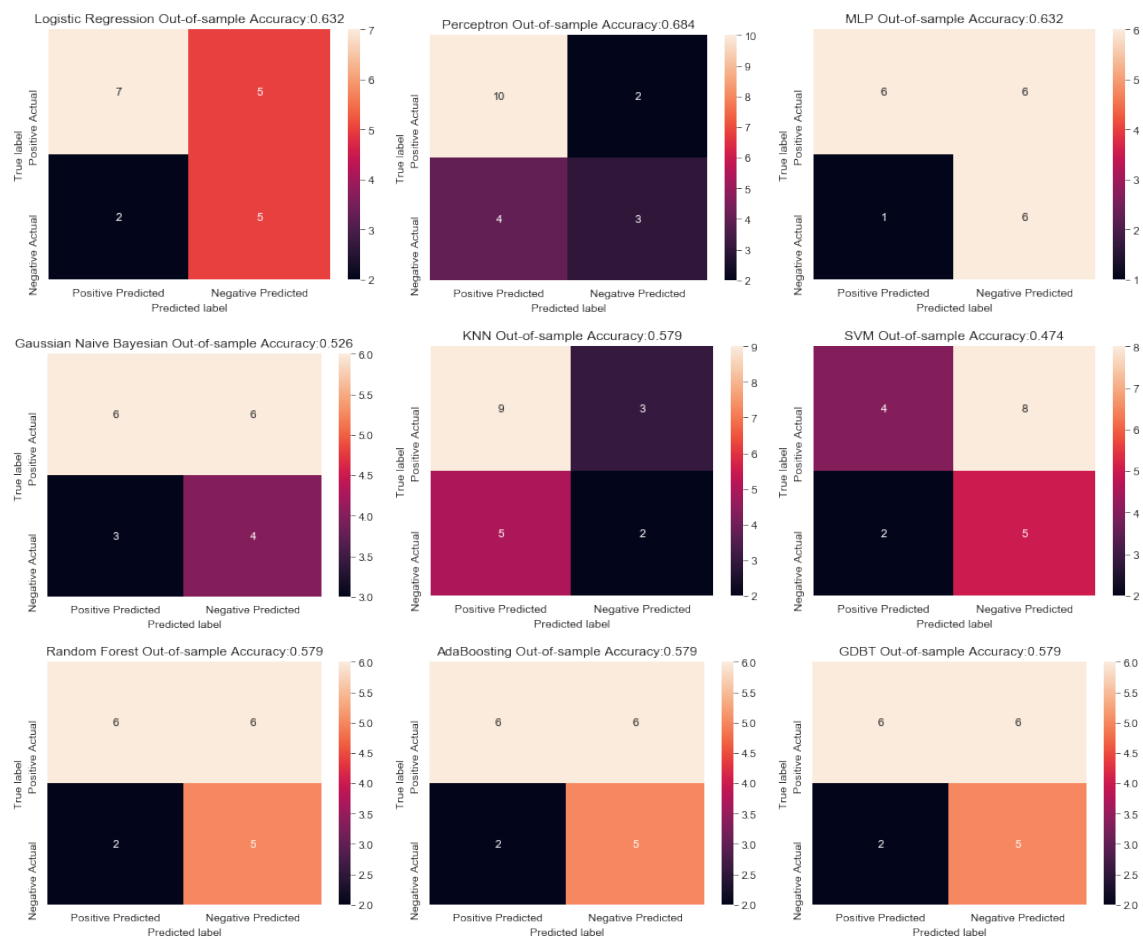 Logistic Regression Out-of-sample Accuracy:0.632
7
5
2
5
True label
Positive Actual
Negative Actual
Positive Predicted
Negative Predicted
Predicted label
7
6
5
4
3
2
Perceptron Out-of-sample Accuracy:0.684
10
2
4
3
True label
Positive Actual
Negative Actual
Positive Predicted
Negative Predicted
Predicted label
10
9
8
7
6
5
4
3
2
MLP Out-of-sample Accuracy:0.632
6
6
1
6
True label
Positive Actual
Negative Actual
Positive Predicted
Negative Predicted
Predicted label
6
5
4
3
2
1
Gaussian Naive Bayesian Out-of-sample Accuracy:0.526
6
6
3
4
True label
Positive Actual
Negative Actual
Positive Predicted
Negative Predicted
Predicted label
6.0
5.5
5.0
4.5
4.0
3.5
3.0
KNN Out-of-sample Accuracy:0.579
9
3
5
2
True label
Positive Actual
Negative Actual
Positive Predicted
Negative Predicted
Predicted label
9
8
7
6
5
4
3
2
SVM Out-of-sample Accuracy:0.474
4
8
2
5
True label
Positive Actual
Negative Actual
Positive Predicted
Negative Predicted
Predicted label
8
7
6
5
4
3
2
Random Forest Out-of-sample Accuracy:0.579
6
6
2
5
True label
Positive Actual
Negative Actual
Positive Predicted
Negative Predicted
Predicted label
6.0
5.5
5.0
4.5
4.0
3.5
3.0
2.5
2.0
AdaBoosting Out-of-sample Accuracy:0.579
6
6
2
5
True label
Positive Actual
Negative Actual
Positive Predicted
Negative Predicted
Predicted label
6.0
5.5
5.0
4.5
4.0
3.5
3.0
2.5
2.0
GDBT Out-of-sample Accuracy:0.579
6
6
2
5
True label
Positive Actual
Negative Actual
Positive Predicted
Negative Predicted
Predicted label
6.0
5.5
5.0
4.5
4.0
3.5
3.0
2.5
2.0